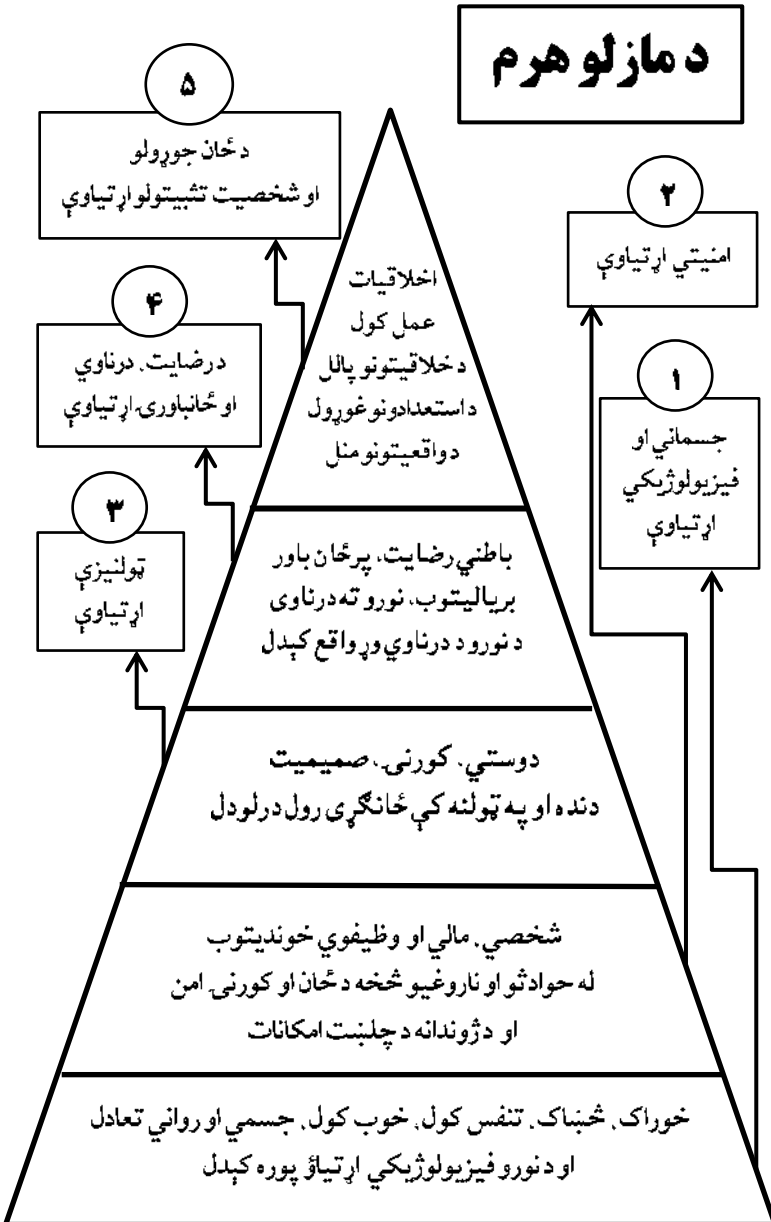 د مازلو هرم
۵
د ځان جوړولو
او شخصیت تثبیتولو اړتیاوې
۴
د رضایت، درناوي
او ځانباورۍ اړتیاوې
۳
ټولنیزې
اړتیاوې
۲
امنیتي اړتیاوې
۱
جسماني او
فیزیولوژیکي
اړتیاوې
اخلاقیات
عمل کول
د خلاقیتونو پالل
د استعدادونو غوړول
د واقعیتونو منل
باطني رضایت، پر ځان باور
بریالیتوب، نورو ته درناوی
د نورو د درناوي وړ واقع کېدل
دوستي، کورنۍ، صمیمیت
دنده او په ټولنه کې ځانګړی رول درلودل
شخصي، مالي او وظیفوي خوندیتوب
له حوادثو او ناروغیو څخه د ځان او کورنۍ امن
او د ژوندانه د چلښت امکانات
خوراک، څښاک، تنفس کول، خوب کول، جسمي او رواني تعادل
او د نورو فیزیولوژیکي اړتیاؤ پوره کېدل